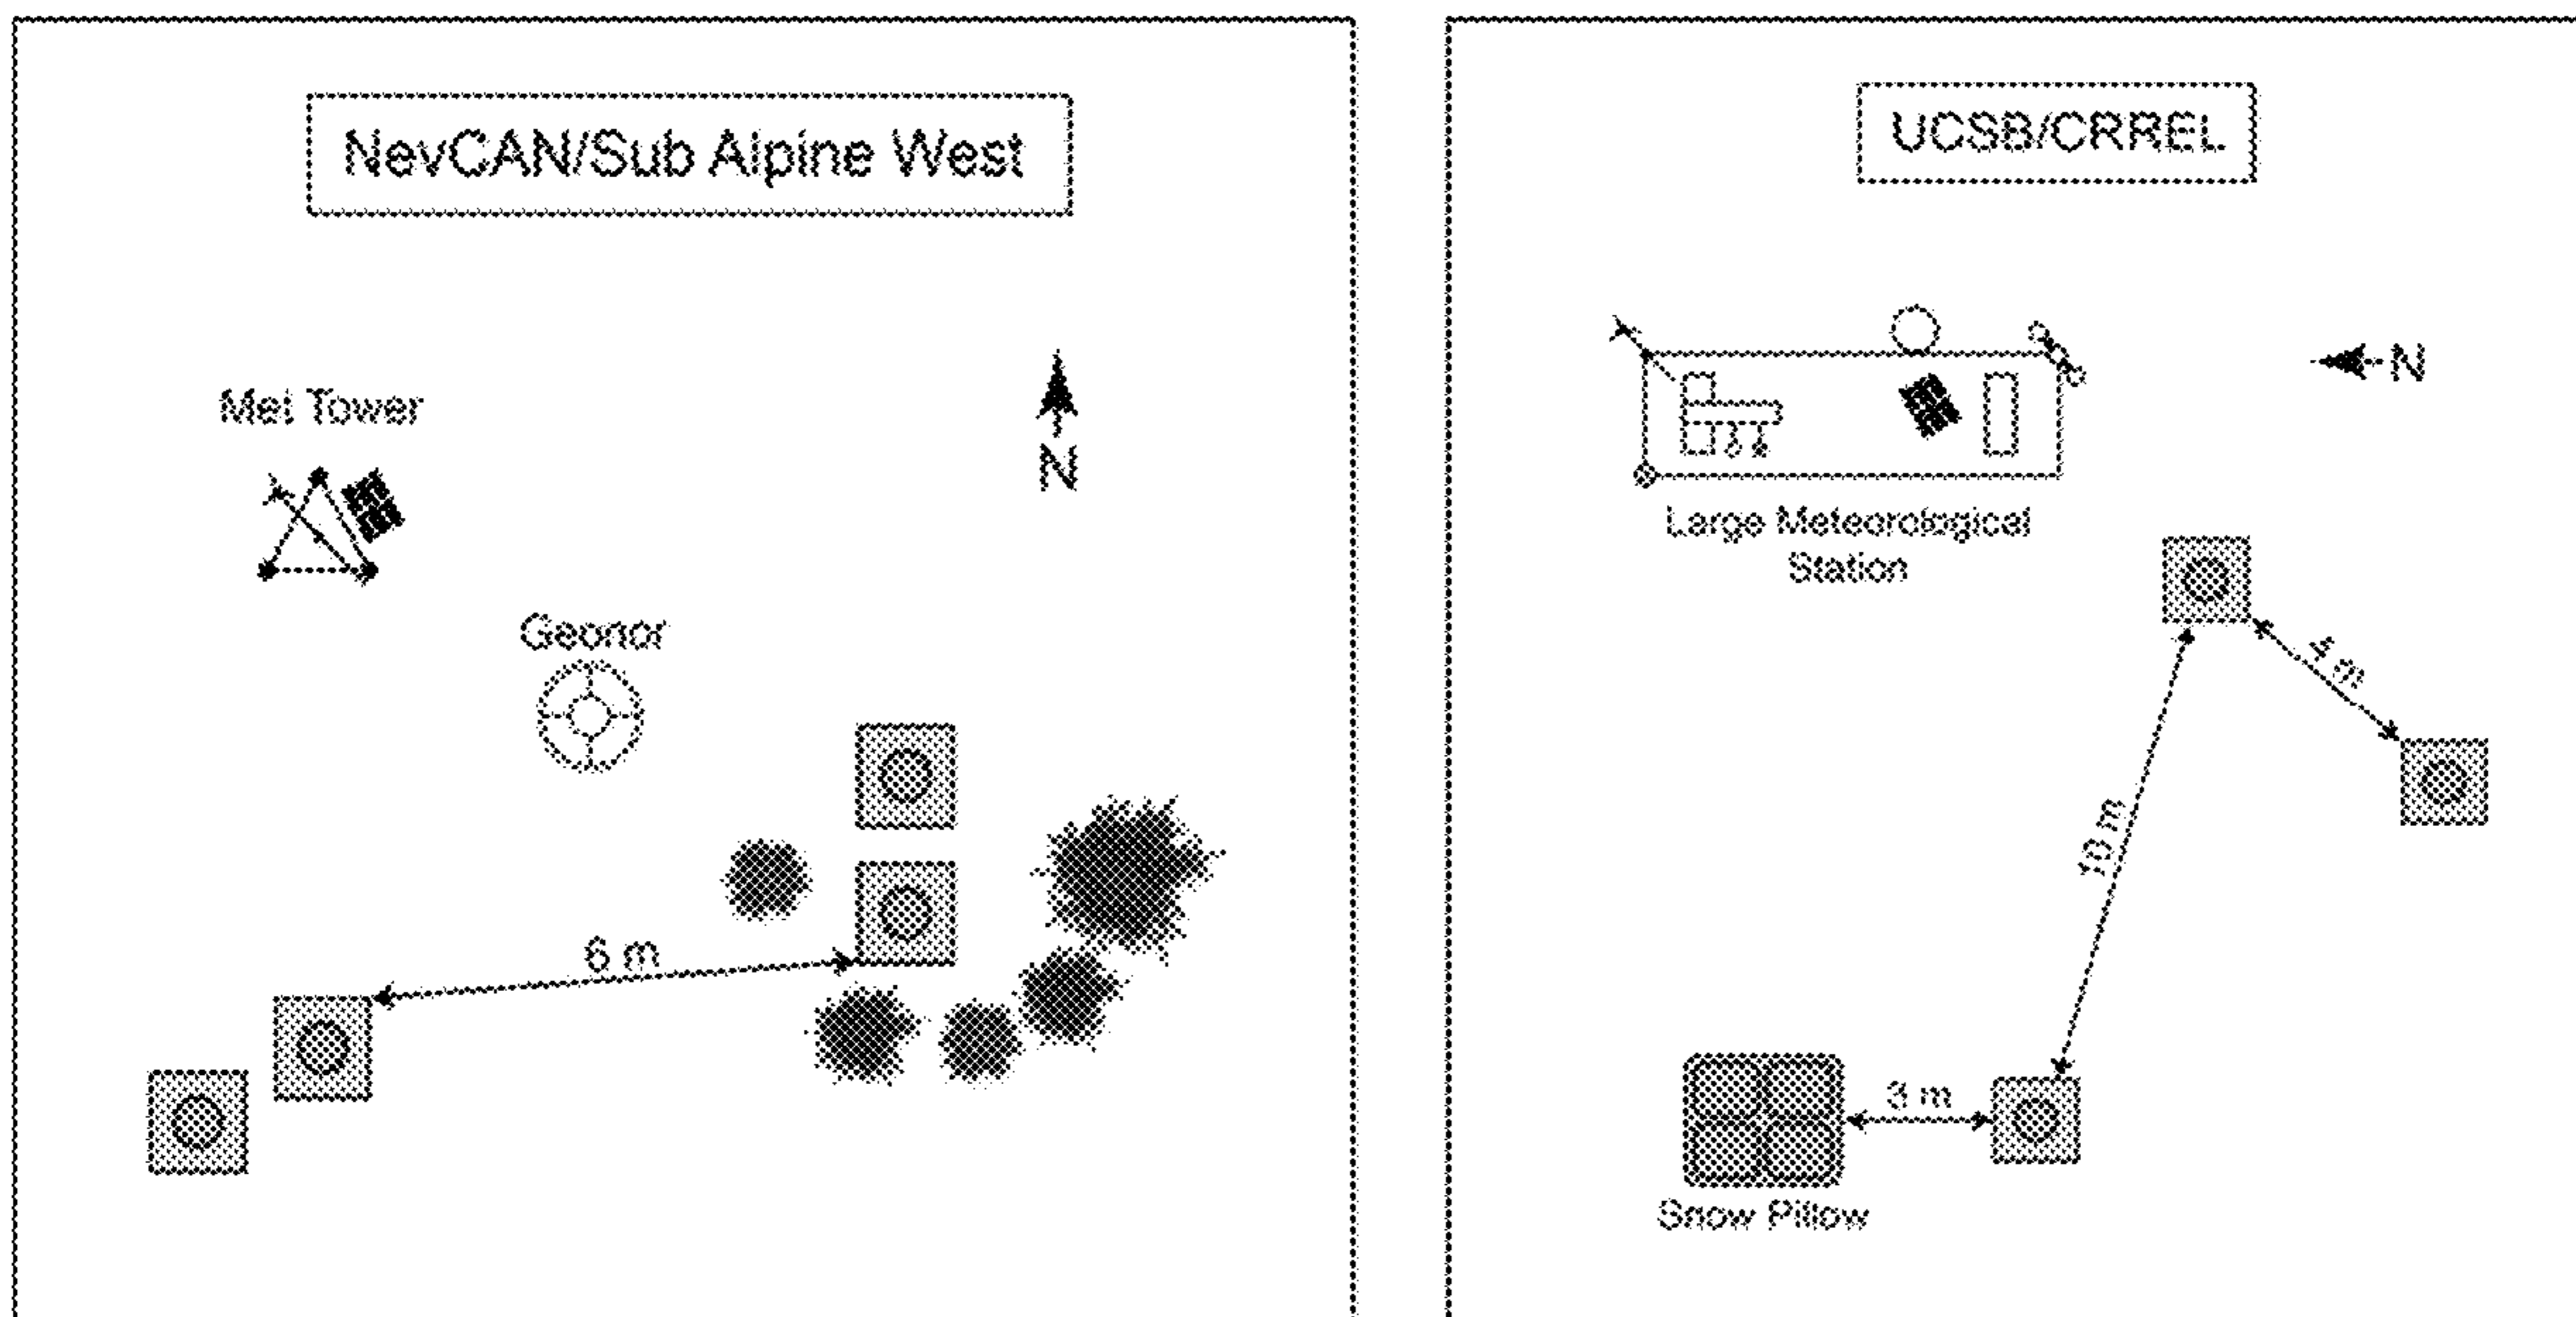 NevCAN/Sub Alpine West
Met Tower
N
Geonor
6 m
UCSB/CRREL
N
Large Meteorological
Station
4 m
10 m
3 m
Snow Pillow